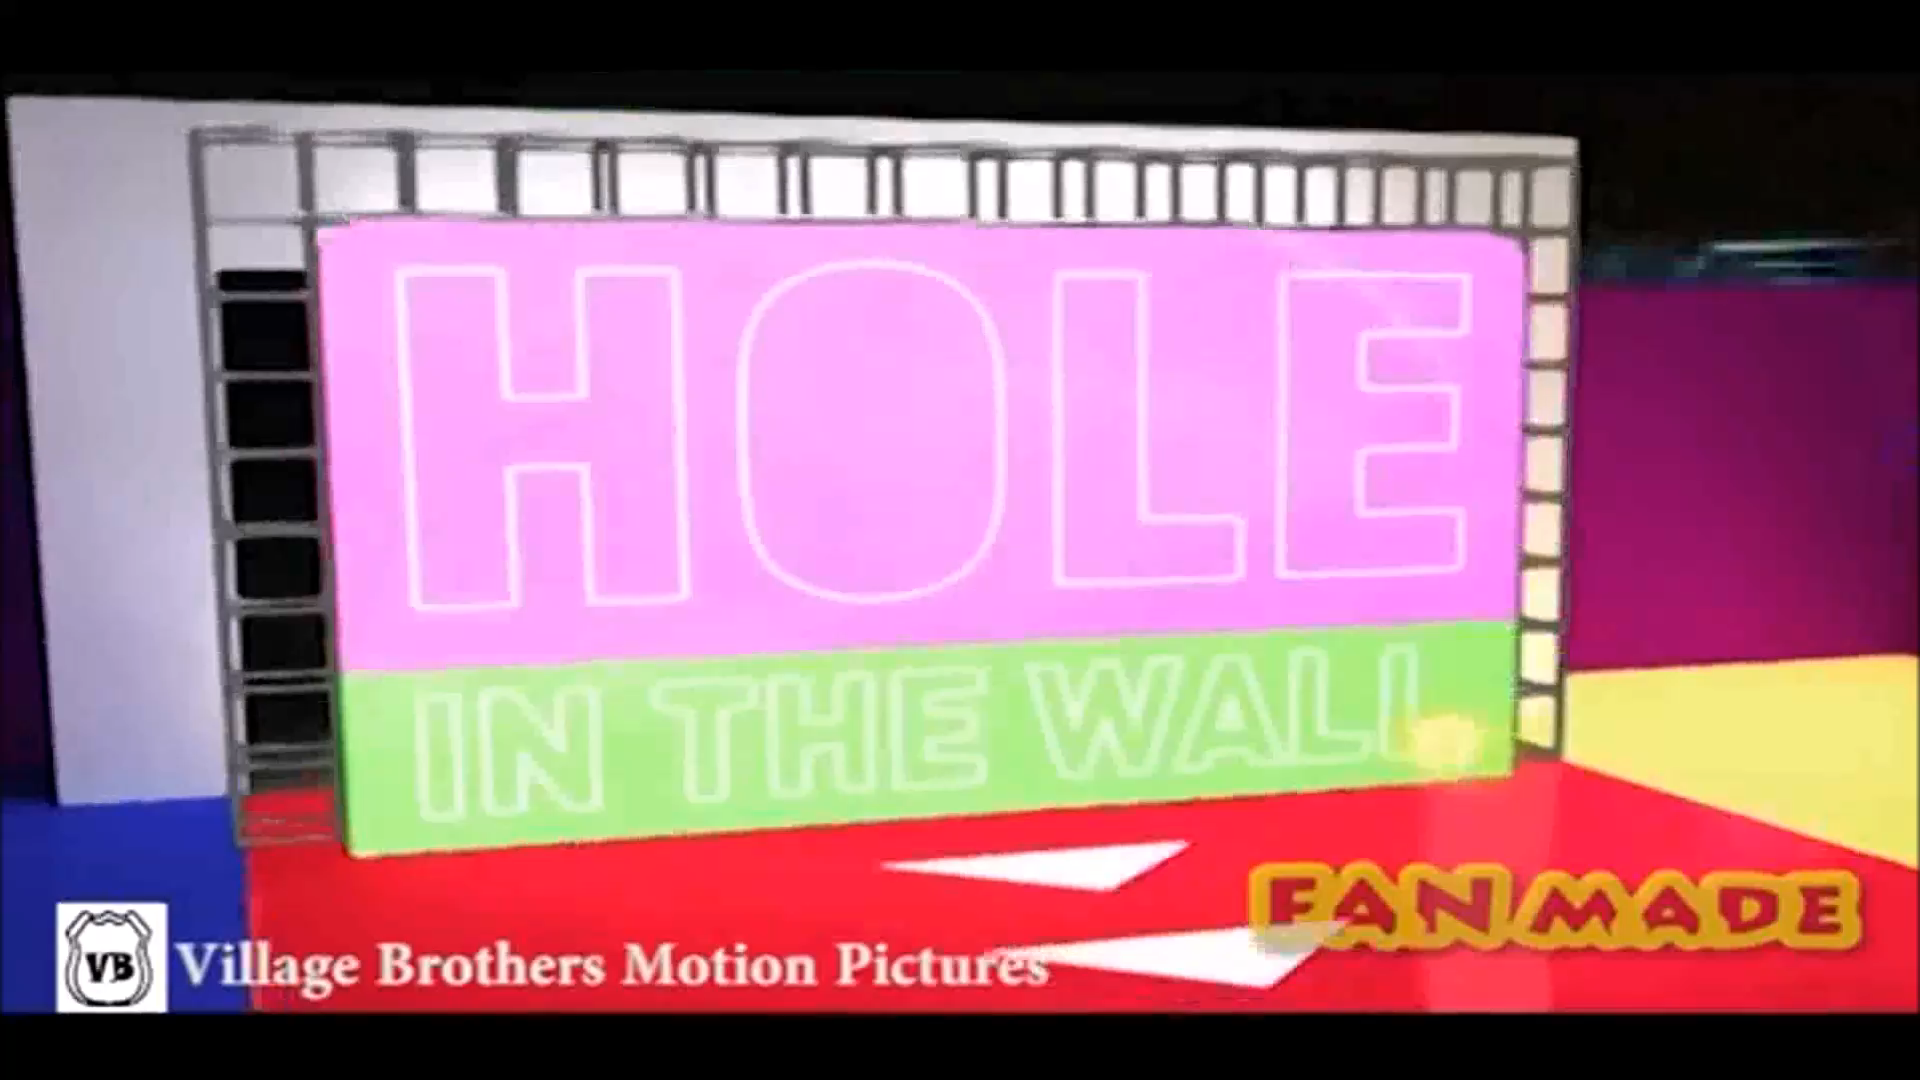 HOLE
IN THE WALL
FAN MADE
VB Village Brothers Motion Pictures